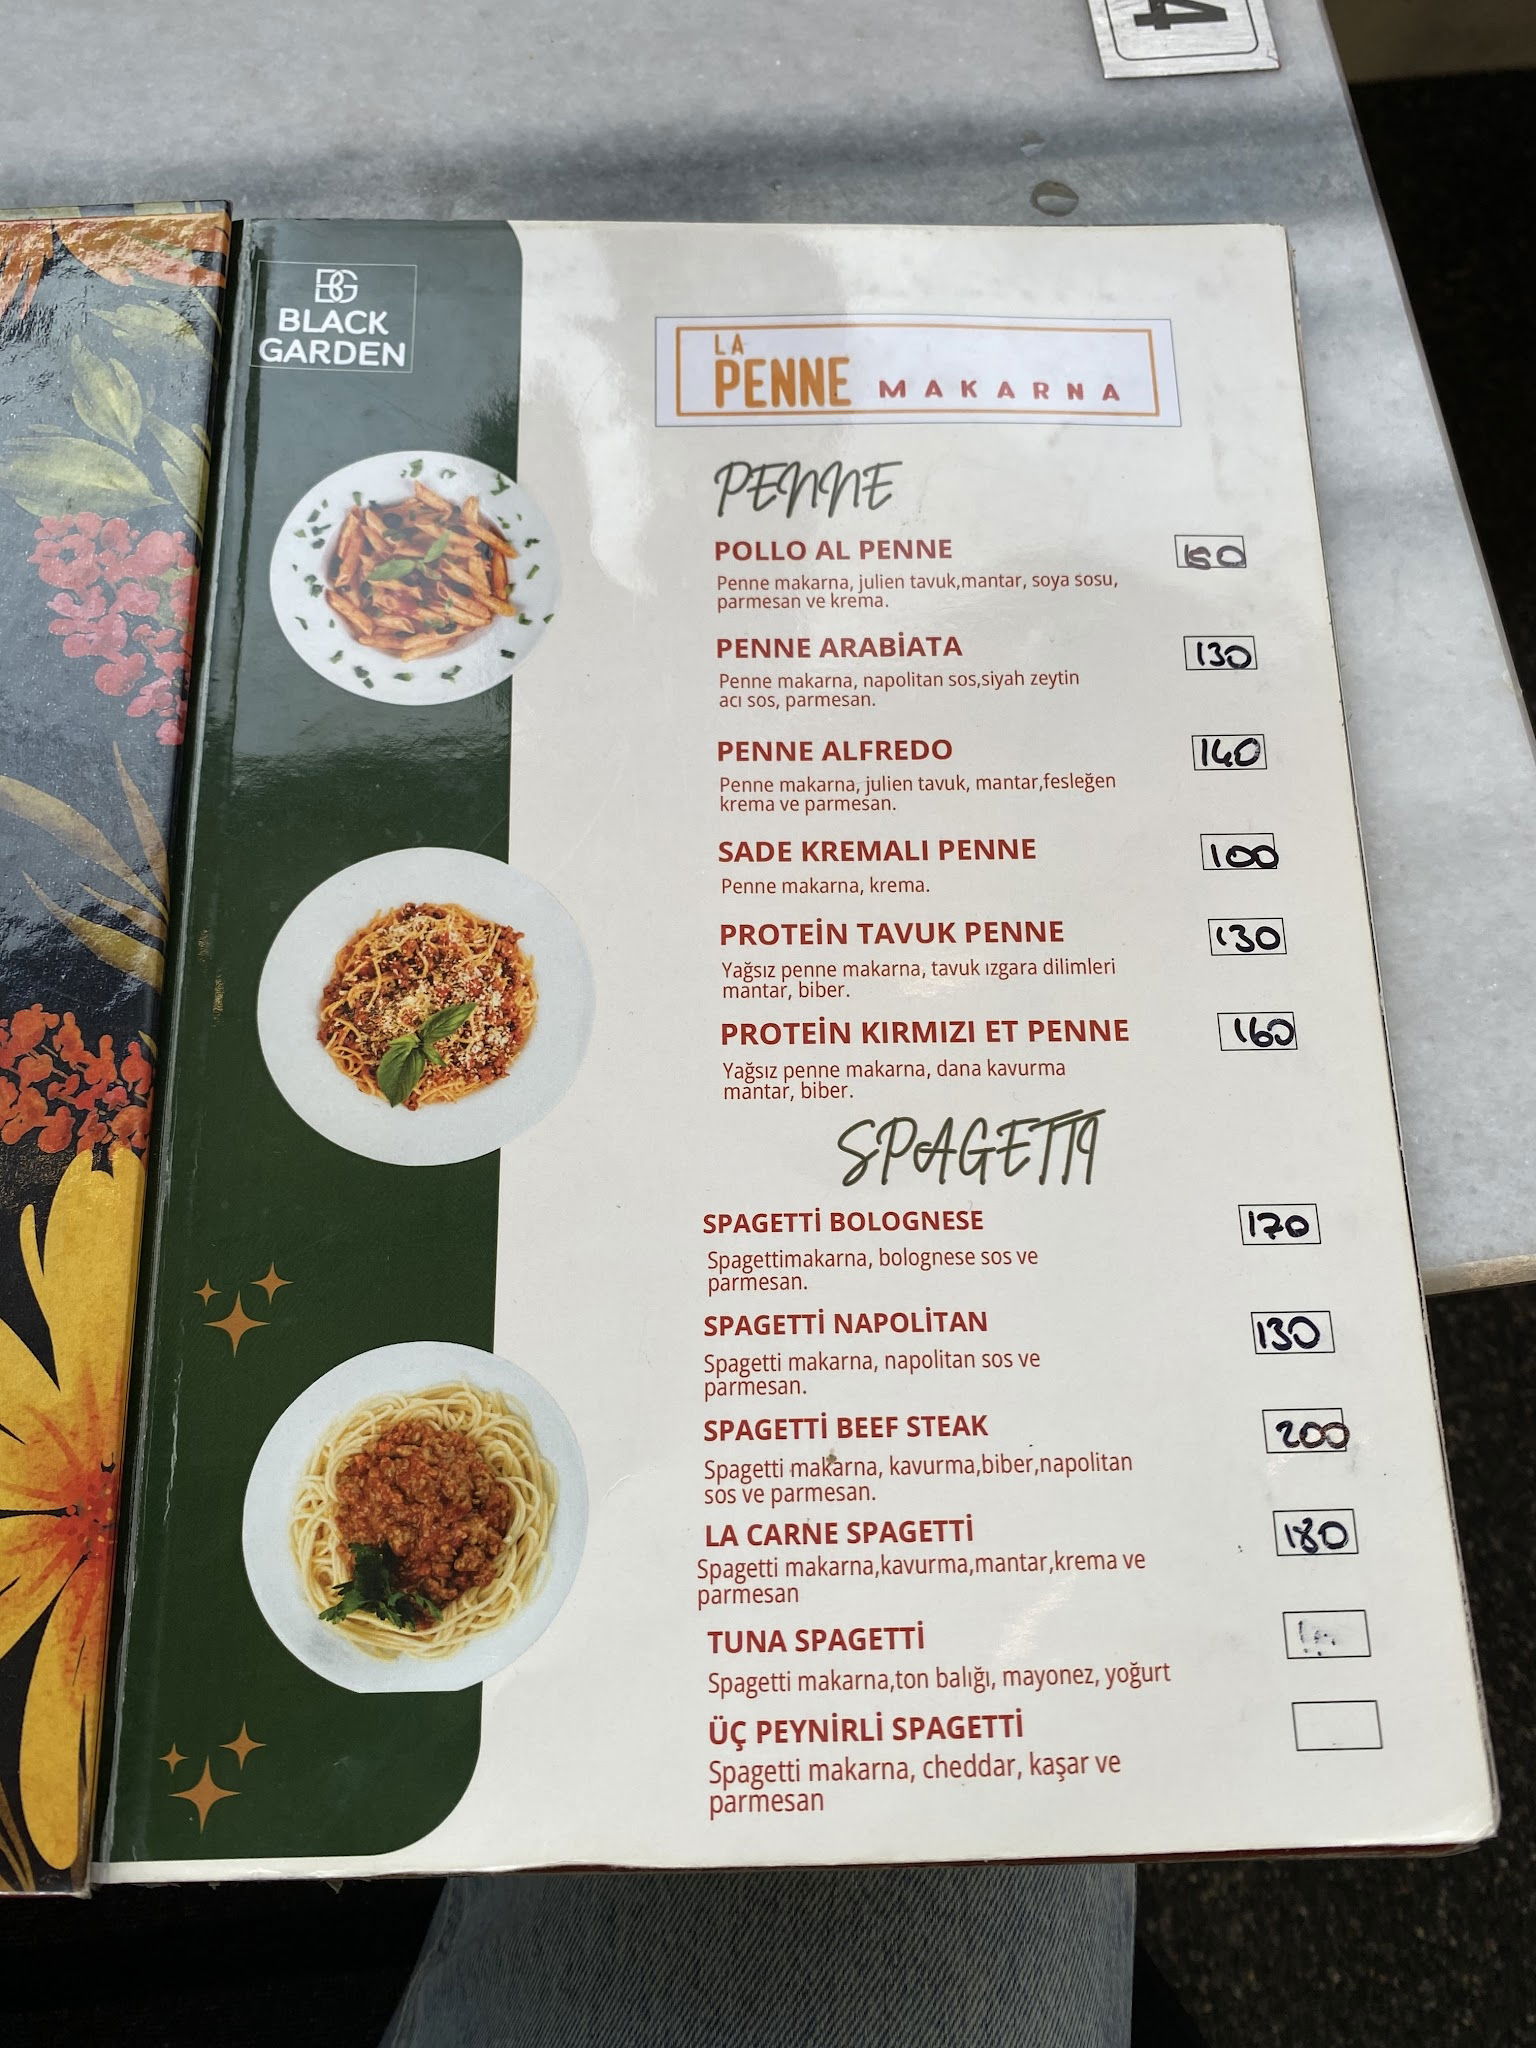 4
BG
BLACK
GARDEN
LA
PENNE MAKARNA
PENNE
POLLO AL PENNE 150
Penne makarna, julien tavuk,mantar, soya sosu,
parmesan ve krema.
PENNE ARABİATA 130
Penne makarna, napolitan sos,siyah zeytin
acı sos, parmesan.
PENNE ALFREDO 140
Penne makarna, julien tavuk, mantar,fesleğen
krema ve parmesan.
SADE KREMALI PENNE 100
Penne makarna, krema.
PROTEİN TAVUK PENNE 130
Yağsız penne makarna, tavuk ızgara dilimleri
mantar, biber.
PROTEİN KIRMIZI ET PENNE 160
Yağsız penne makarna, dana kavurma
mantar, biber.
SPAGETTI
SPAGETTİ BOLOGNESE 170
Spagettimakarna, bolognese sos ve
parmesan.
SPAGETTİ NAPOLİTAN 130
Spagetti makarna, napolitan sos ve
parmesan.
SPAGETTİ BEEF STEAK 200
Spagetti makarna, kavurma,biber,napolitan
sos ve parmesan.
LA CARNE SPAGETTİ 180
Spagetti makarna,kavurma,mantar,krema ve
parmesan
TUNA SPAGETTİ
Spagetti makarna,ton balığı, mayonez, yoğurt
ÜÇ PEYNİRLİ SPAGETTİ
Spagetti makarna, cheddar, kaşar ve
parmesan